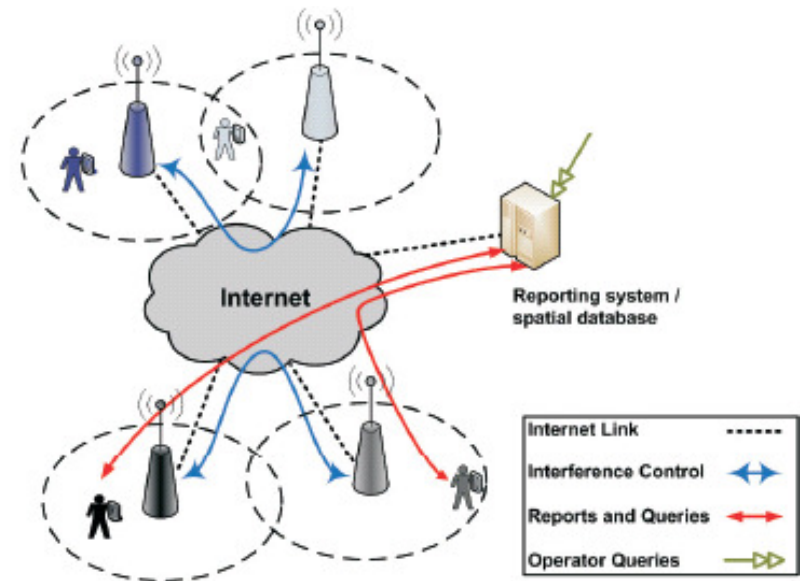 Internet
Reporting system /
spatial database
Internet Link
Interference Control
Reports and Queries
Operator Queries